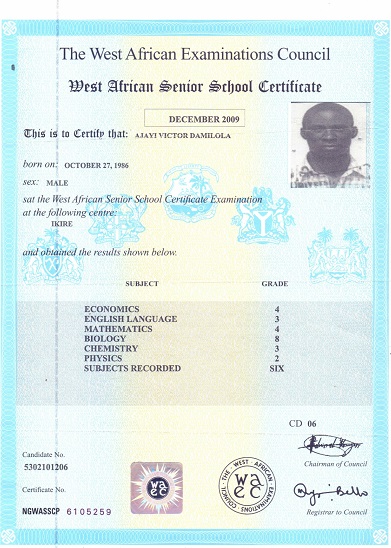 The West African Examinations Council
West African Senior School Certificate
DECEMBER 2009
This is to Certify that: AJAYI VICTOR DAMILOLA
born on: OCTOBER 27, 1986
sex: MALE
sat the West African Senior School Certificate Examination
at the following centre:
IKIRE
and obtained the results shown below.
SUBJECT GRADE
ECONOMICS 4
ENGLISH LANGUAGE 3
MATHEMATICS 4
BIOLOGY 8
CHEMISTRY 3
PHYSICS 2
SUBJECTS RECORDED SIX
CD 06
Candidate No.
5302101206
Chairman of Council
Certificate No.
NGWASSCP 6105259
waec
THE WEST AFRICAN EXAMINATIONS COUNCIL
waec
Registrar to Council